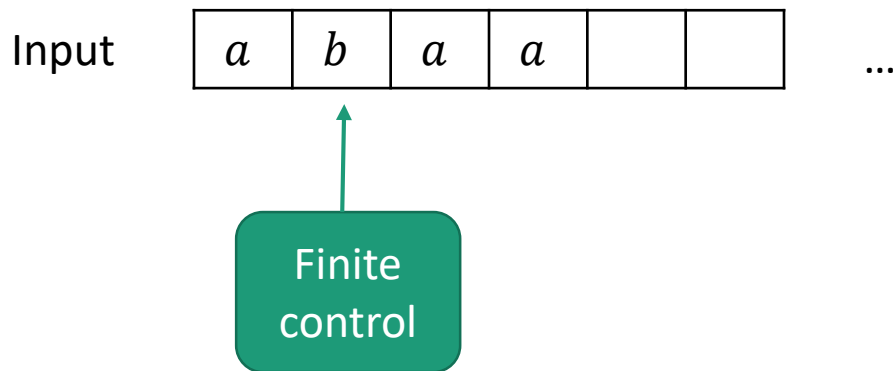 Input a b a a …
Finite
control